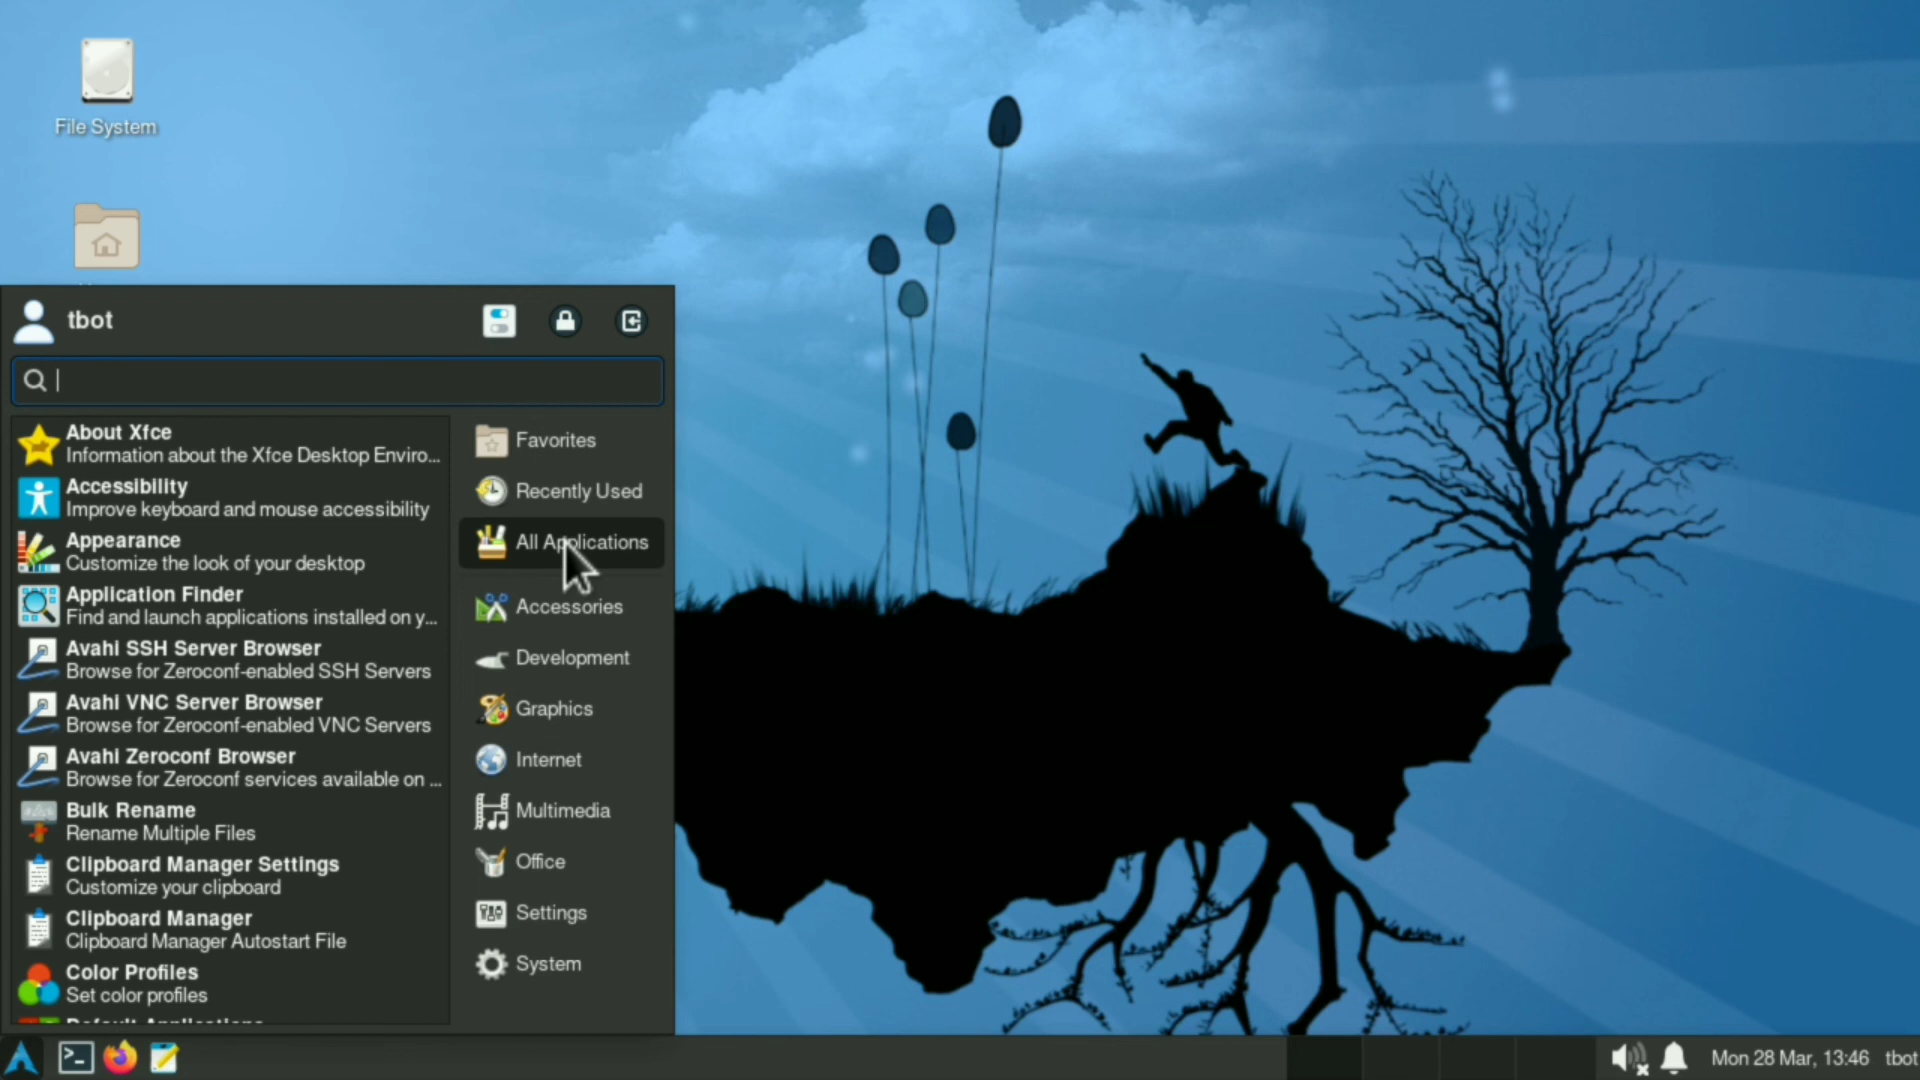 File System
tbot
About Xfce
Information about the Xfce Desktop Enviro...
Accessibility
Improve keyboard and mouse accessibility
Appearance
Customize the look of your desktop
Application Finder
Find and launch applications installed on y...
Avahi SSH Server Browser
Browse for Zeroconf-enabled SSH Servers
Avahi VNC Server Browser
Browse for Zeroconf-enabled VNC Servers
Avahi Zeroconf Browser
Browse for Zeroconf services available on ...
Bulk Rename
Rename Multiple Files
Clipboard Manager Settings
Customize your clipboard
Clipboard Manager
Clipboard Manager Autostart File
Color Profiles
Set color profiles
Favorites
Recently Used
All Applications
Accessories
Development
Graphics
Internet
Multimedia
Office
Settings
System
Mon 28 Mar, 13:46
tbot